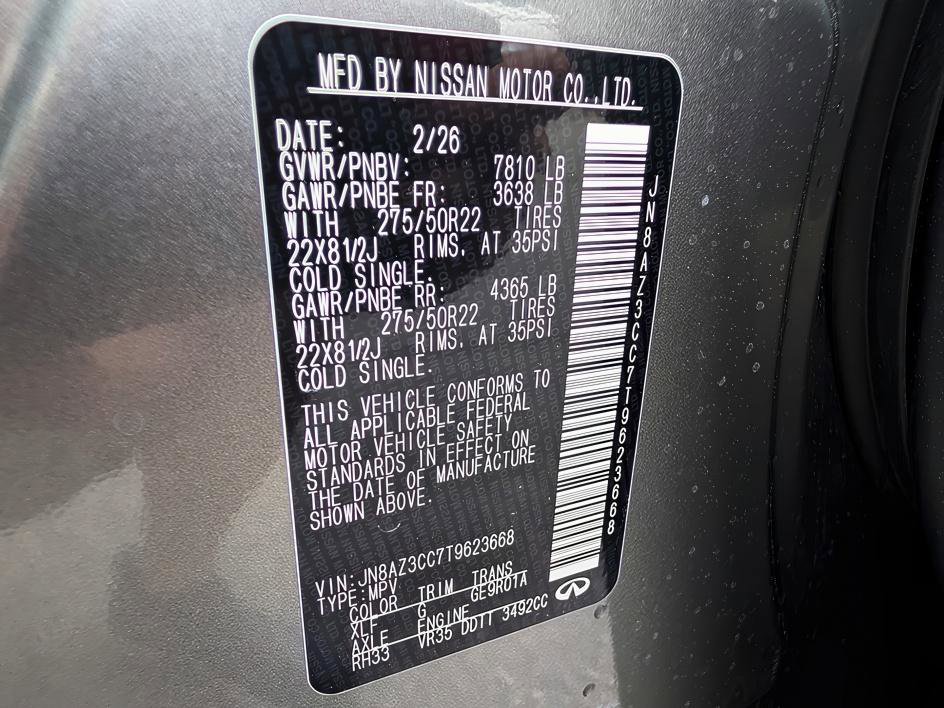 MFD BY NISSAN MOTOR CO.,LTD.
DATE: 2/26
GVWR/PNBV: 7810 LB
GAWR/PNBE FR: 3638 LB
WITH 275/50R22 TIRES
22X81/2J RIMS. AT 35PSI
COLD SINGLE.
GAWR/PNBE RR: 4365 LB
WITH 275/50R22 TIRES
22X81/2J RIMS. AT 35PSI
COLD SINGLE.
THIS VEHICLE CONFORMS TO
ALL APPLICABLE FEDERAL
MOTOR VEHICLE SAFETY
STANDARDS IN EFFECT ON
THE DATE OF MANUFACTURE
SHOWN ABOVE.
VIN:JN8AZ3CC7T9623668
TYPE:MPV
COLOR TRIM TRANS
XLF G GE9R01A
AXLE ENGINE
RH33 VR35 DDTT 3492CC
JN8AZ3CC7T9623668